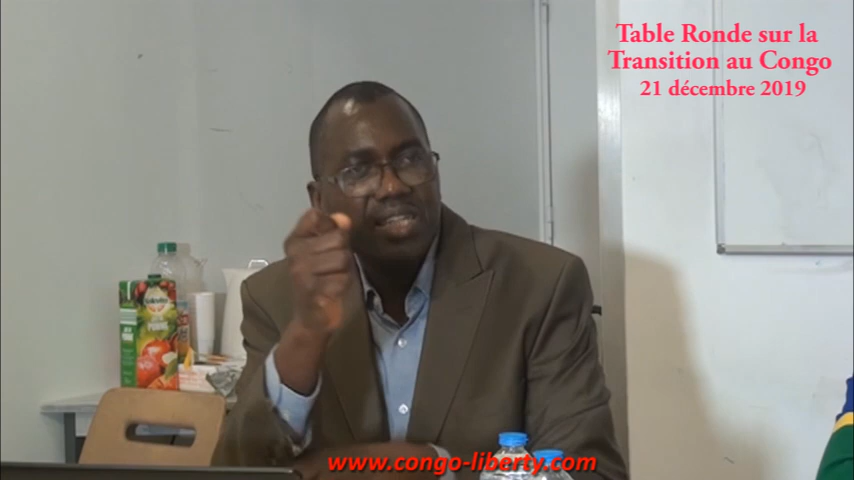 Table Ronde sur la
Transition au Congo
21 décembre 2019
www.congo-liberty.com